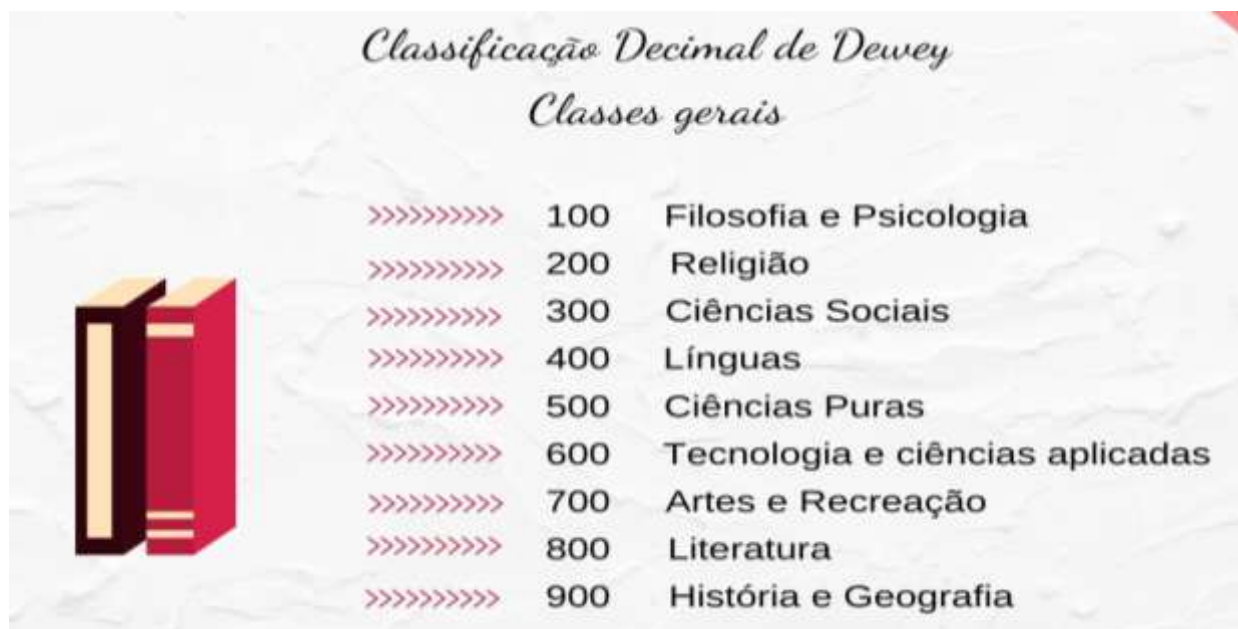 Classificação Decimal de Dewey
Classes gerais
>>>>>>>>>> 100 Filosofia e Psicologia
>>>>>>>>>> 200 Religião
>>>>>>>>>> 300 Ciências Sociais
>>>>>>>>>> 400 Línguas
>>>>>>>>>> 500 Ciências Puras
>>>>>>>>>> 600 Tecnologia e ciências aplicadas
>>>>>>>>>> 700 Artes e Recreação
>>>>>>>>>> 800 Literatura
>>>>>>>>>> 900 História e Geografia